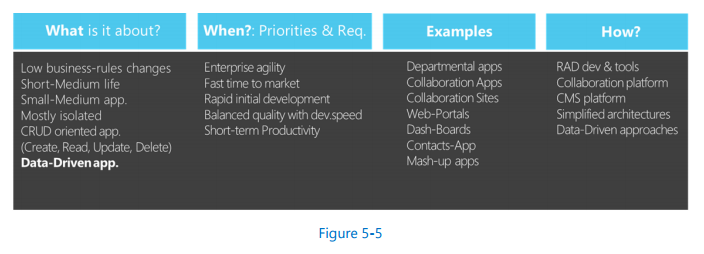 What is it about?
Low business-rules changes
Short-Medium life
Small-Medium app.
Mostly isolated
CRUD oriented app.
(Create, Read, Update, Delete)
Data-Driven app.
When?: Priorities & Req.
Enterprise agility
Fast time to market
Rapid initial development
Balanced quality with dev.speed
Short-term Productivity
Examples
Departmental apps
Collaboration Apps
Collaboration Sites
Web-Portals
Dash-Boards
Contacts-App
Mash-up apps
How?
RAD dev & tools
Collaboration platform
CMS platform
Simplified architectures
Data-Driven approaches
Figure 5-5